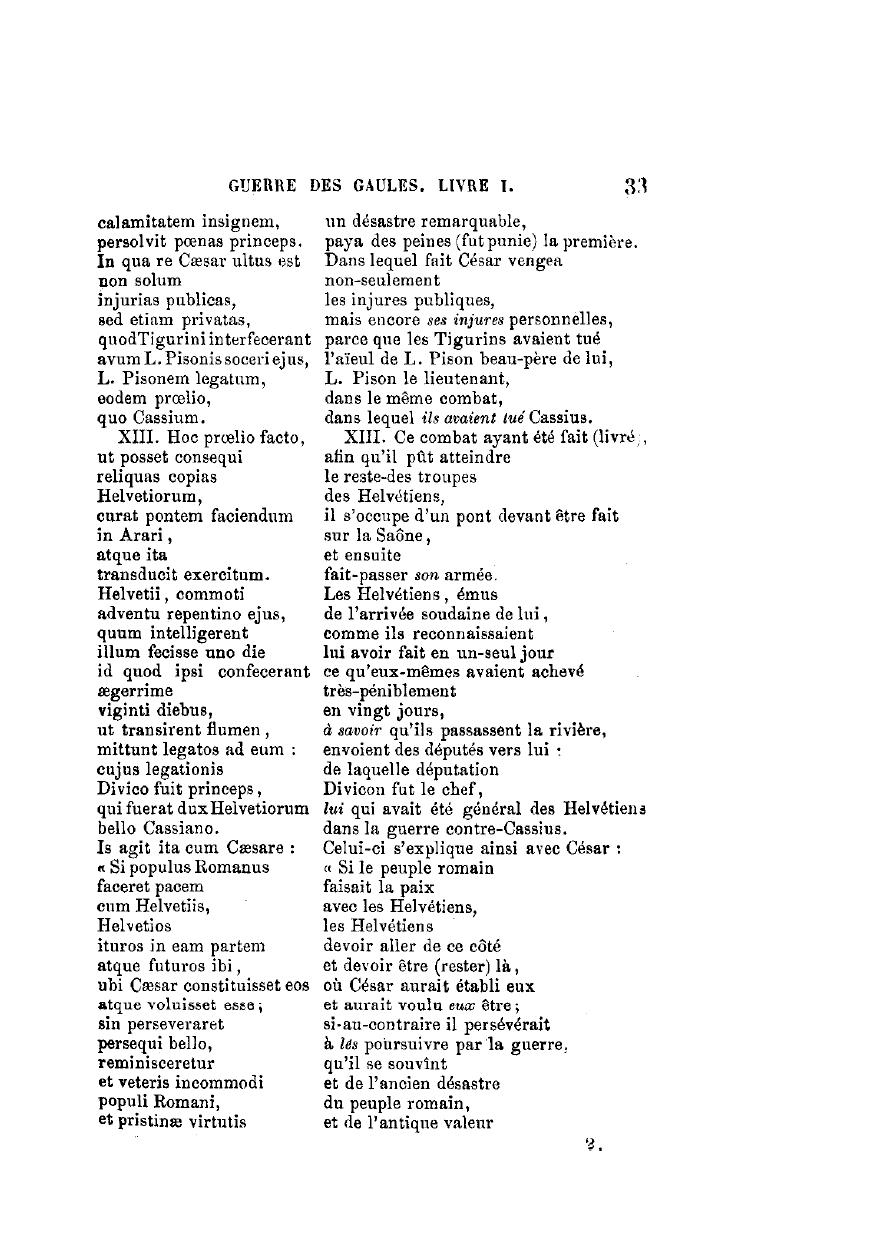 GUERRE DES GAULES. LIVRE I. 33
calamitatem insignem, un désastre remarquable,
persolvit pœnas princeps. paya des peines (fut punie) la première.
In qua re Cæsar ultus est Dans lequel fait César vengea
non solum non-seulement
injurias publicas, les injures publiques,
sed etiam privatas, mais encore ses injures personnelles,
quod Tigurini interfecerant parce que les Tigurins avaient tué
avum L. Pisonis soceri ejus, l'aïeul de L. Pison beau-père de lui,
L. Pisonem legatum, L. Pison le lieutenant,
eodem prœlio, dans le même combat,
quo Cassium. dans lequel ils avaient tué Cassius.
XIII. Hoc prœlio facto, XIII. Ce combat ayant été fait (livré),
ut posset consequi afin qu'il pût atteindre
reliquas copias le reste-des troupes
Helvetiorum, des Helvétiens,
curat pontem faciendum il s'occupe d'un pont devant être fait
in Arari, sur la Saône,
atque ita et ensuite
transducit exercitum. fait-passer son armée.
Helvetii, commoti Les Helvétiens, émus
adventu repentino ejus, de l'arrivée soudaine de lui,
quum intelligerent comme ils reconnaissaient
illum fecisse uno die lui avoir fait en un-seul jour
id quod ipsi confecerant ce qu'eux-mêmes avaient achevé
ægerrime très-péniblement
viginti diebus, en vingt jours,
ut transirent flumen, à savoir qu'ils passassent la rivière,
mittunt legatos ad eum : envoient des députés vers lui :
cujus legationis de laquelle députation
Divico fuit princeps, Divicon fut le chef,
qui fuerat dux Helvetiorum lui qui avait été général des Helvétiens
bello Cassiano. dans la guerre contre-Cassius.
Is agit ita cum Cæsare : Celui-ci s'explique ainsi avec César :
« Si populus Romanus « Si le peuple romain
faceret pacem faisait la paix
cum Helvetiis, avec les Helvétiens,
Helvetios les Helvétiens
ituros in eam partem devoir aller de ce côté
atque futuros ibi, et devoir être (rester) là,
ubi Cæsar constituisset eos où César aurait établi eux
atque voluisset esse; et aurait voulu eux être;
sin perseveraret si-au-contraire il persévérait
persequi bello, à lés poursuivre par la guerre,
reminisceretur qu'il se souvînt
et veteris incommodi et de l'ancien désastre
populi Romani, du peuple romain,
et pristinæ virtutis et de l'antique valeur
2.